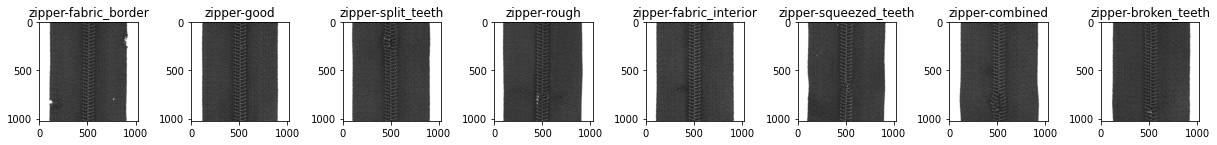 zipper-fabric_border zipper-good zipper-split_teeth zipper-rough zipper-fabric_interior zipper-squeezed_teeth zipper-combined zipper-broken_teeth
0 0 0 0 0 0 0 0
500 500 500 500 500 500 500 500
1000 1000 1000 1000 1000 1000 1000 1000
0 500 1000 0 500 1000 0 500 1000 0 500 1000 0 500 1000 0 500 1000 0 500 1000 0 500 1000